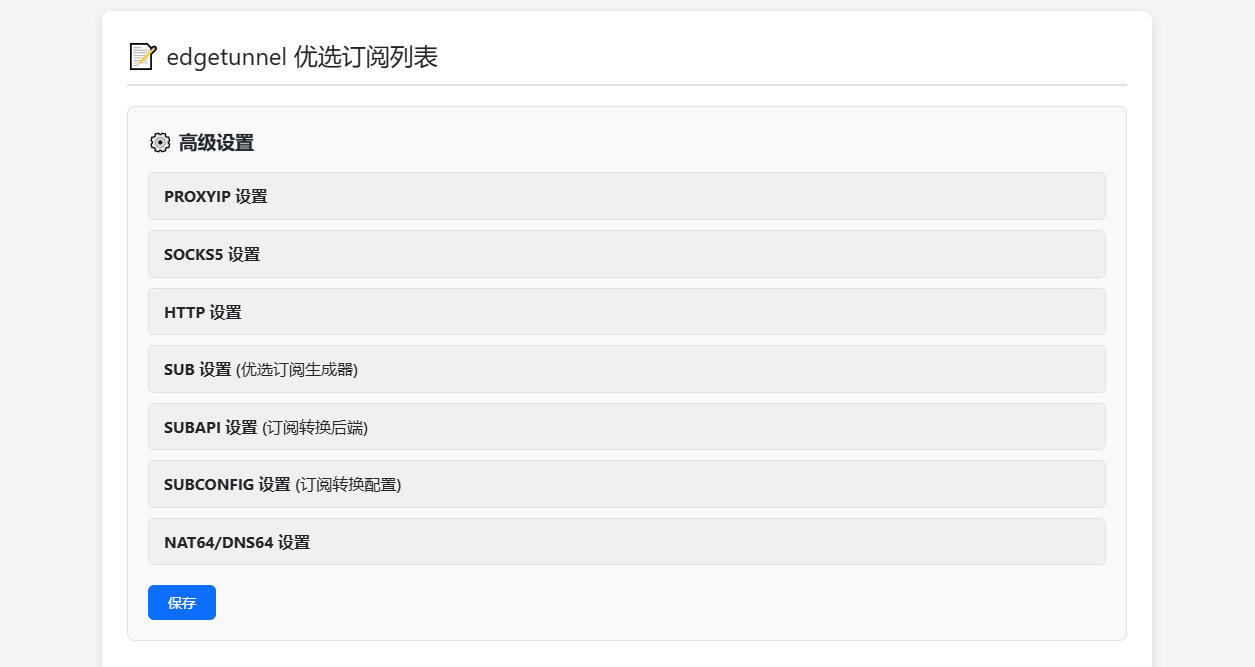 edgetunnel 优选订阅列表
高级设置
PROXYIP 设置
SOCKS5 设置
HTTP 设置
SUB 设置 (优选订阅生成器)
SUBAPI 设置 (订阅转换后端)
SUBCONFIG 设置 (订阅转换配置)
NAT64/DNS64 设置
保存